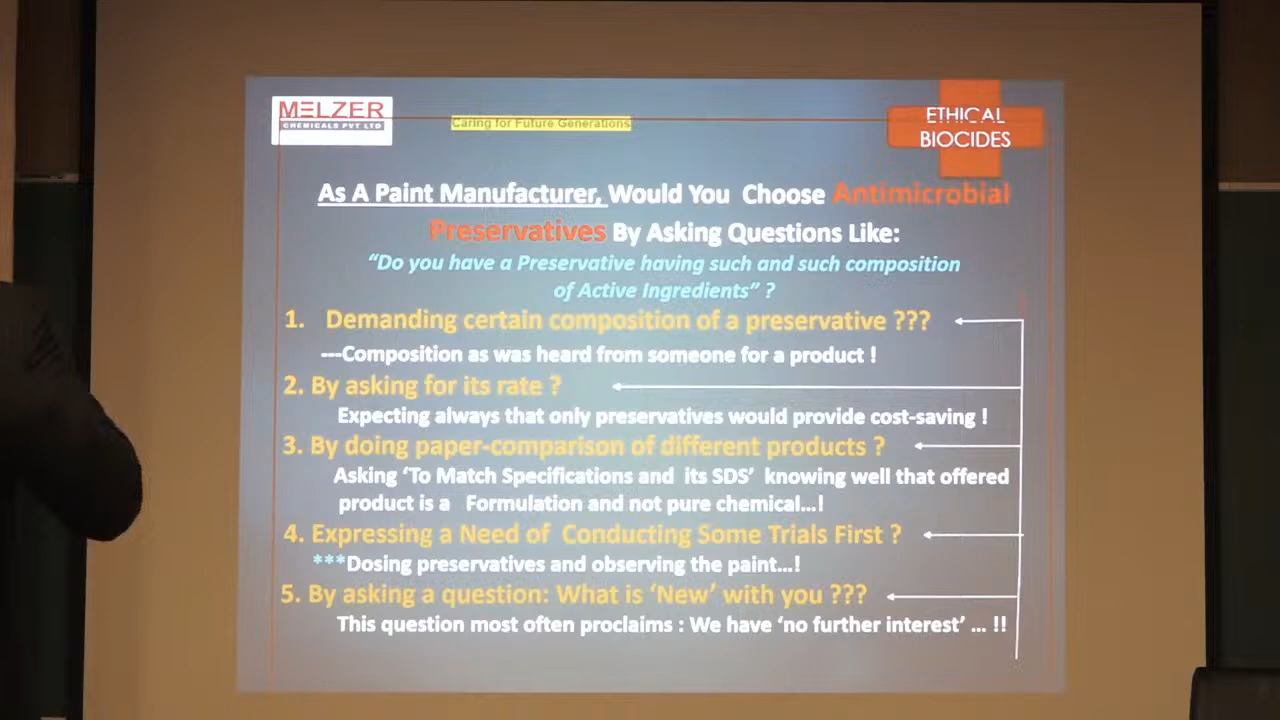 MELZER
CHEMICALS PVT LTD
Caring for Future Generations
ETHICAL
BIOCIDES
As A Paint Manufacturer, Would You Choose Antimicrobial
Preservatives By Asking Questions Like:
“Do you have a Preservative having such and such composition
of Active Ingredients” ?
1. Demanding certain composition of a preservative ???
---Composition as was heard from someone for a product !
2. By asking for its rate ?
Expecting always that only preservatives would provide cost-saving !
3. By doing paper-comparison of different products ?
Asking ‘To Match Specifications and its SDS’ knowing well that offered
product is a Formulation and not pure chemical...!
4. Expressing a Need of Conducting Some Trials First ?
***Dosing preservatives and observing the paint...!
5. By asking a question: What is ‘New’ with you ???
This question most often proclaims : We have ‘no further interest’ ... !!